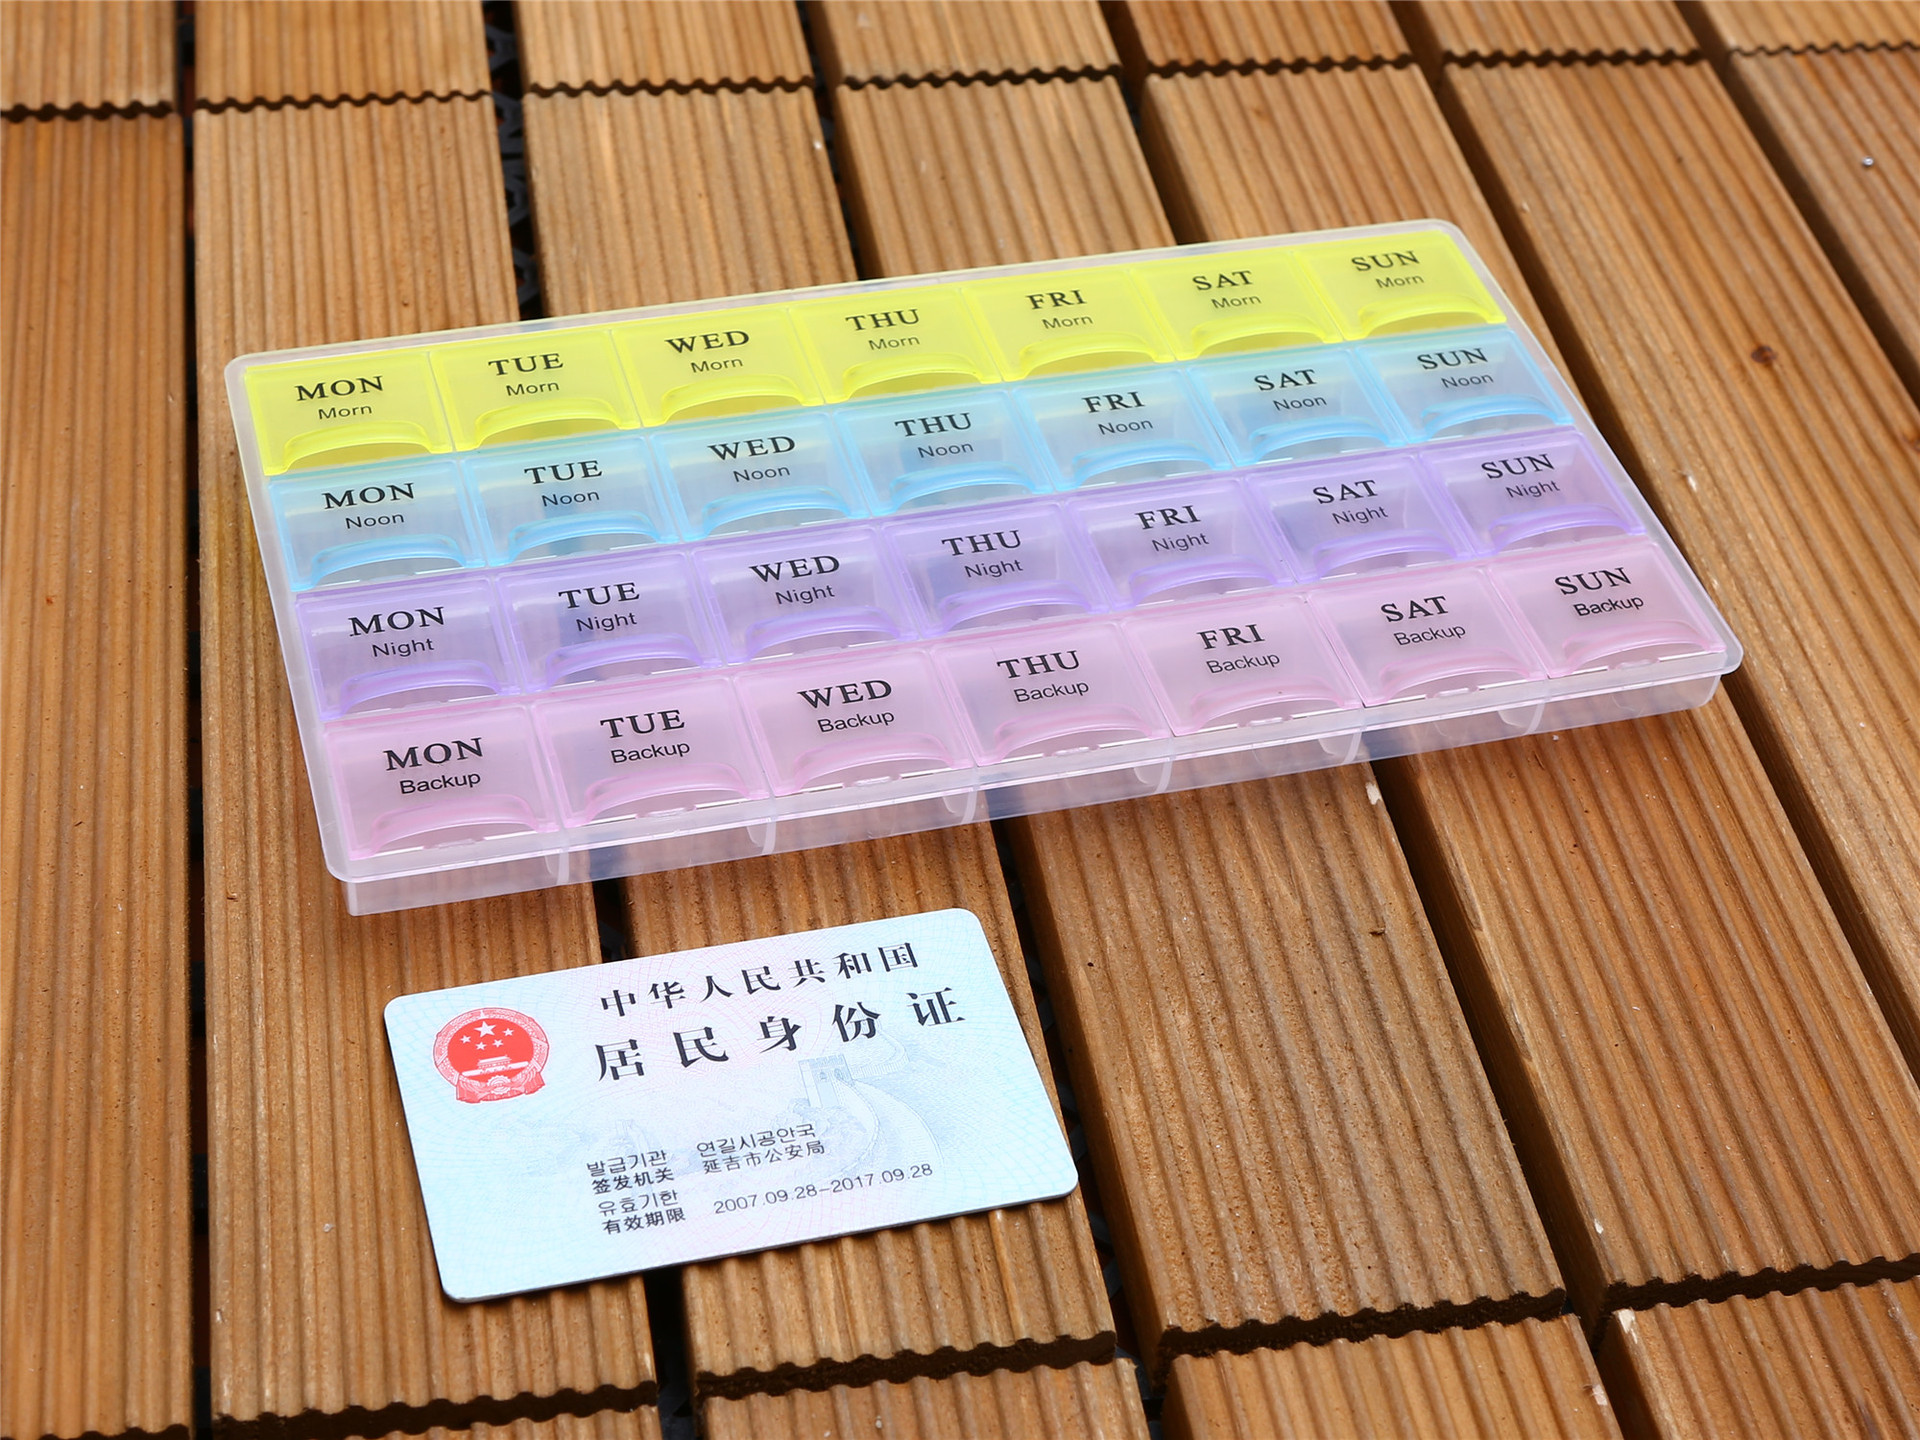 MON TUE WED THU FRI SAT SUN
Morn Morn Morn Morn Morn Morn Morn
MON TUE WED THU FRI SAT SUN
Noon Noon Noon Noon Noon Noon Noon
MON TUE WED THU FRI SAT SUN
Night Night Night Night Night Night Night
MON TUE WED THU FRI SAT SUN
Backup Backup Backup Backup Backup Backup Backup
中华人民共和国
居民身份证
발급기관 연길시공안국
签发机关 延吉市公安局
유효기한
有效期限 2007.09.28-2017.09.28